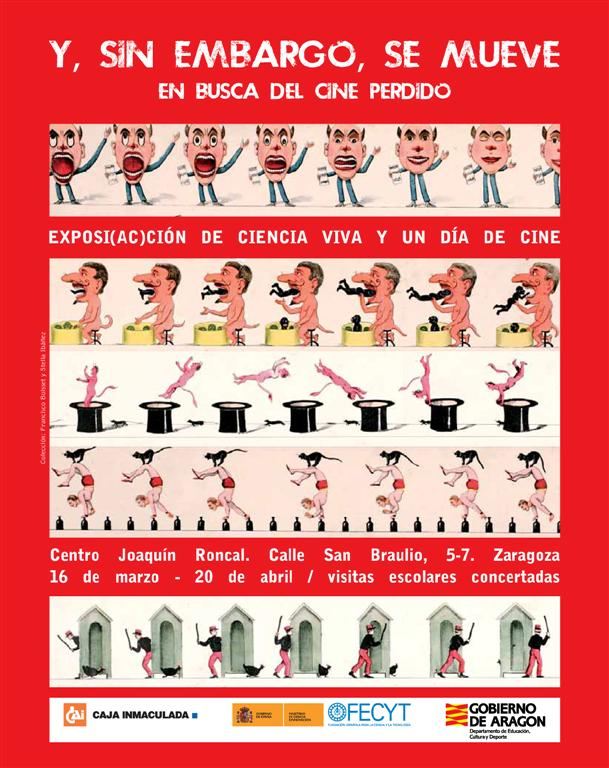 Y, SIN EMBARGO, SE MUEVE
EN BUSCA DEL CINE PERDIDO
EXPOSI(AC)CIÓN DE CIENCIA VIVA Y UN DÍA DE CINE
Colección: Francisco Boisset y Stella Ibáñez
Centro Joaquín Roncal. Calle San Braulio, 5-7. Zaragoza
16 de marzo - 20 de abril / visitas escolares concertadas
CAi CAJA INMACULADA
GOBIERNO DE ESPAÑA
MINISTERIO DE CIENCIA E INNOVACIÓN
FECYT
FUNDACIÓN ESPAÑOLA PARA LA CIENCIA Y LA TECNOLOGÍA
GOBIERNO
DE ARAGON
Departamento de Educación,
Cultura y Deporte